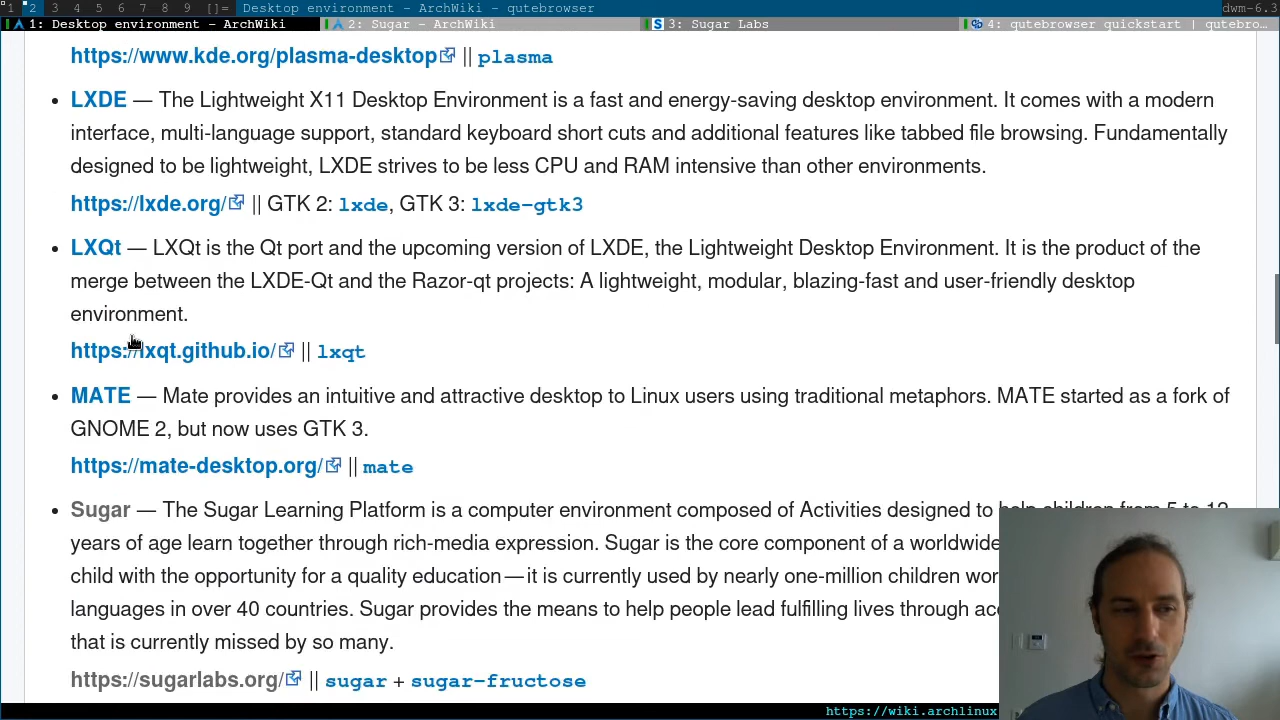 1 2 3 4 5 6 7 8 9 []= Desktop environment - ArchWiki - qutebrowser dwm-6.3
1: Desktop environment - ArchWiki 2: Sugar - ArchWiki 3: Sugar Labs 4: qutebrowser quickstart | qutebro…
https://www.kde.org/plasma-desktop || plasma
• LXDE — The Lightweight X11 Desktop Environment is a fast and energy-saving desktop environment. It comes with a modern
interface, multi-language support, standard keyboard short cuts and additional features like tabbed file browsing. Fundamentally
designed to be lightweight, LXDE strives to be less CPU and RAM intensive than other environments.
https://lxde.org/ || GTK 2: lxde, GTK 3: lxde-gtk3
• LXQt — LXQt is the Qt port and the upcoming version of LXDE, the Lightweight Desktop Environment. It is the product of the
merge between the LXDE-Qt and the Razor-qt projects: A lightweight, modular, blazing-fast and user-friendly desktop
environment.
https://lxqt.github.io/ || lxqt
• MATE — Mate provides an intuitive and attractive desktop to Linux users using traditional metaphors. MATE started as a fork of
GNOME 2, but now uses GTK 3.
https://mate-desktop.org/ || mate
• Sugar — The Sugar Learning Platform is a computer environment composed of Activities designed to help children from 5 to 12
years of age learn together through rich-media expression. Sugar is the core component of a worldwide
child with the opportunity for a quality education — it is currently used by nearly one-million children wor
languages in over 40 countries. Sugar provides the means to help people lead fulfilling lives through acc
that is currently missed by so many.
https://sugarlabs.org/ || sugar + sugar-fructose
https://wiki.archlinux